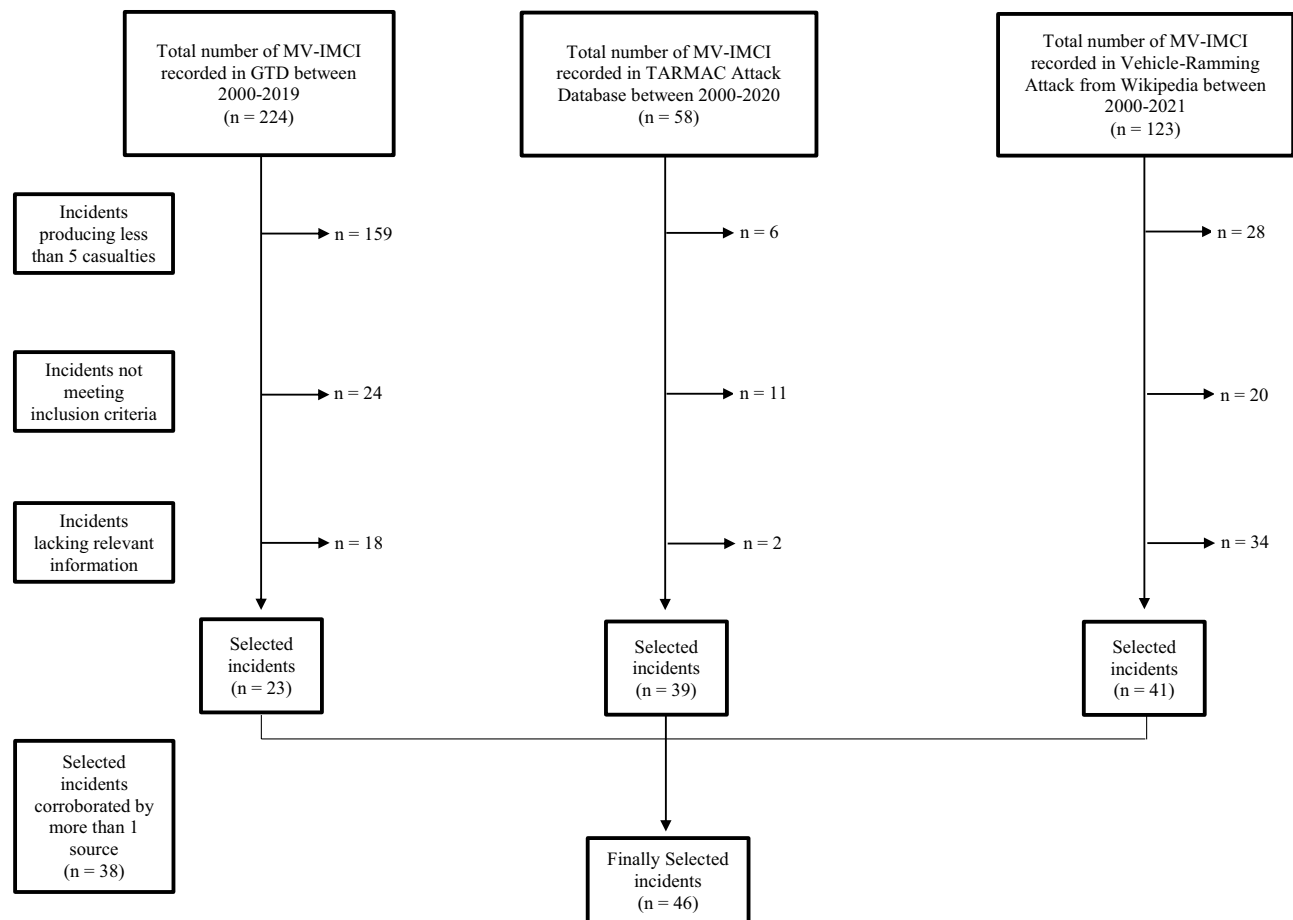 Total number of MV-IMCI
recorded in GTD between
2000-2019
(n = 224)
Total number of MV-IMCI
recorded in TARMAC Attack
Database between 2000-2020
(n = 58)
Total number of MV-IMCI
recorded in Vehicle-Ramming
Attack from Wikipedia between
2000-2021
(n = 123)
Incidents
producing less
than 5 casualties
n = 159
n = 6
n = 28
Incidents not
meeting
inclusion criteria
n = 24
n = 11
n = 20
Incidents
lacking relevant
information
n = 18
n = 2
n = 34
Selected
incidents
(n = 23)
Selected
incidents
(n = 39)
Selected
incidents
(n = 41)
Selected
incidents
corroborated by
more than 1
source
(n = 38)
Finally Selected
incidents
(n = 46)